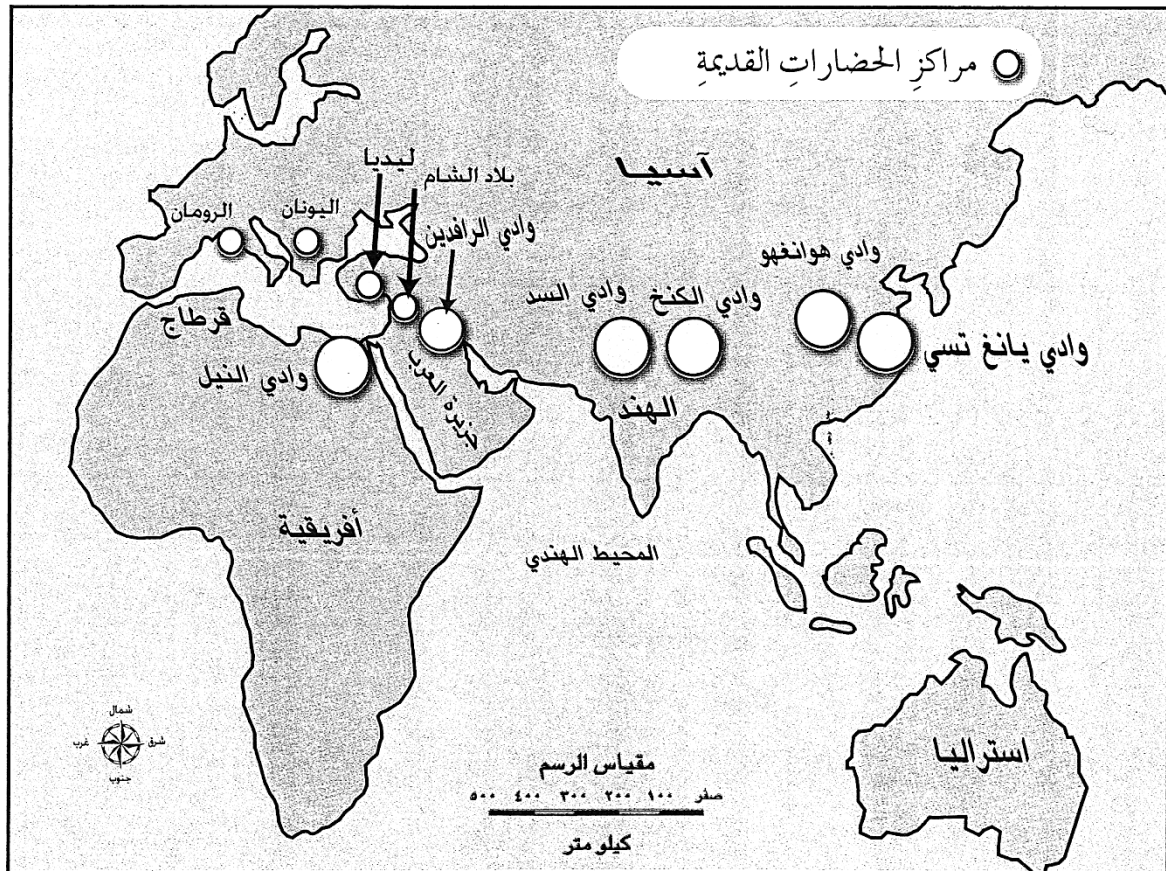 مراكزِ الحضاراتِ القديمةِ
آسيا
ليديا
بلاد الشام
اليونان
الرومان
وادي الرافدين
وادي هوانغهو
وادي الكنخ
وادي السد
قرطاج
وادي يانغ تسي
وادي النيل
جزيرة العرب
الهند
أفريقية
المحيط الهندي
استراليا
شمال
شرق
غرب
جنوب
مقياس الرسم
صفر ١٠٠ ٢٠٠ ٣٠٠ ٤٠٠ ٥٠٠
كيلو متر